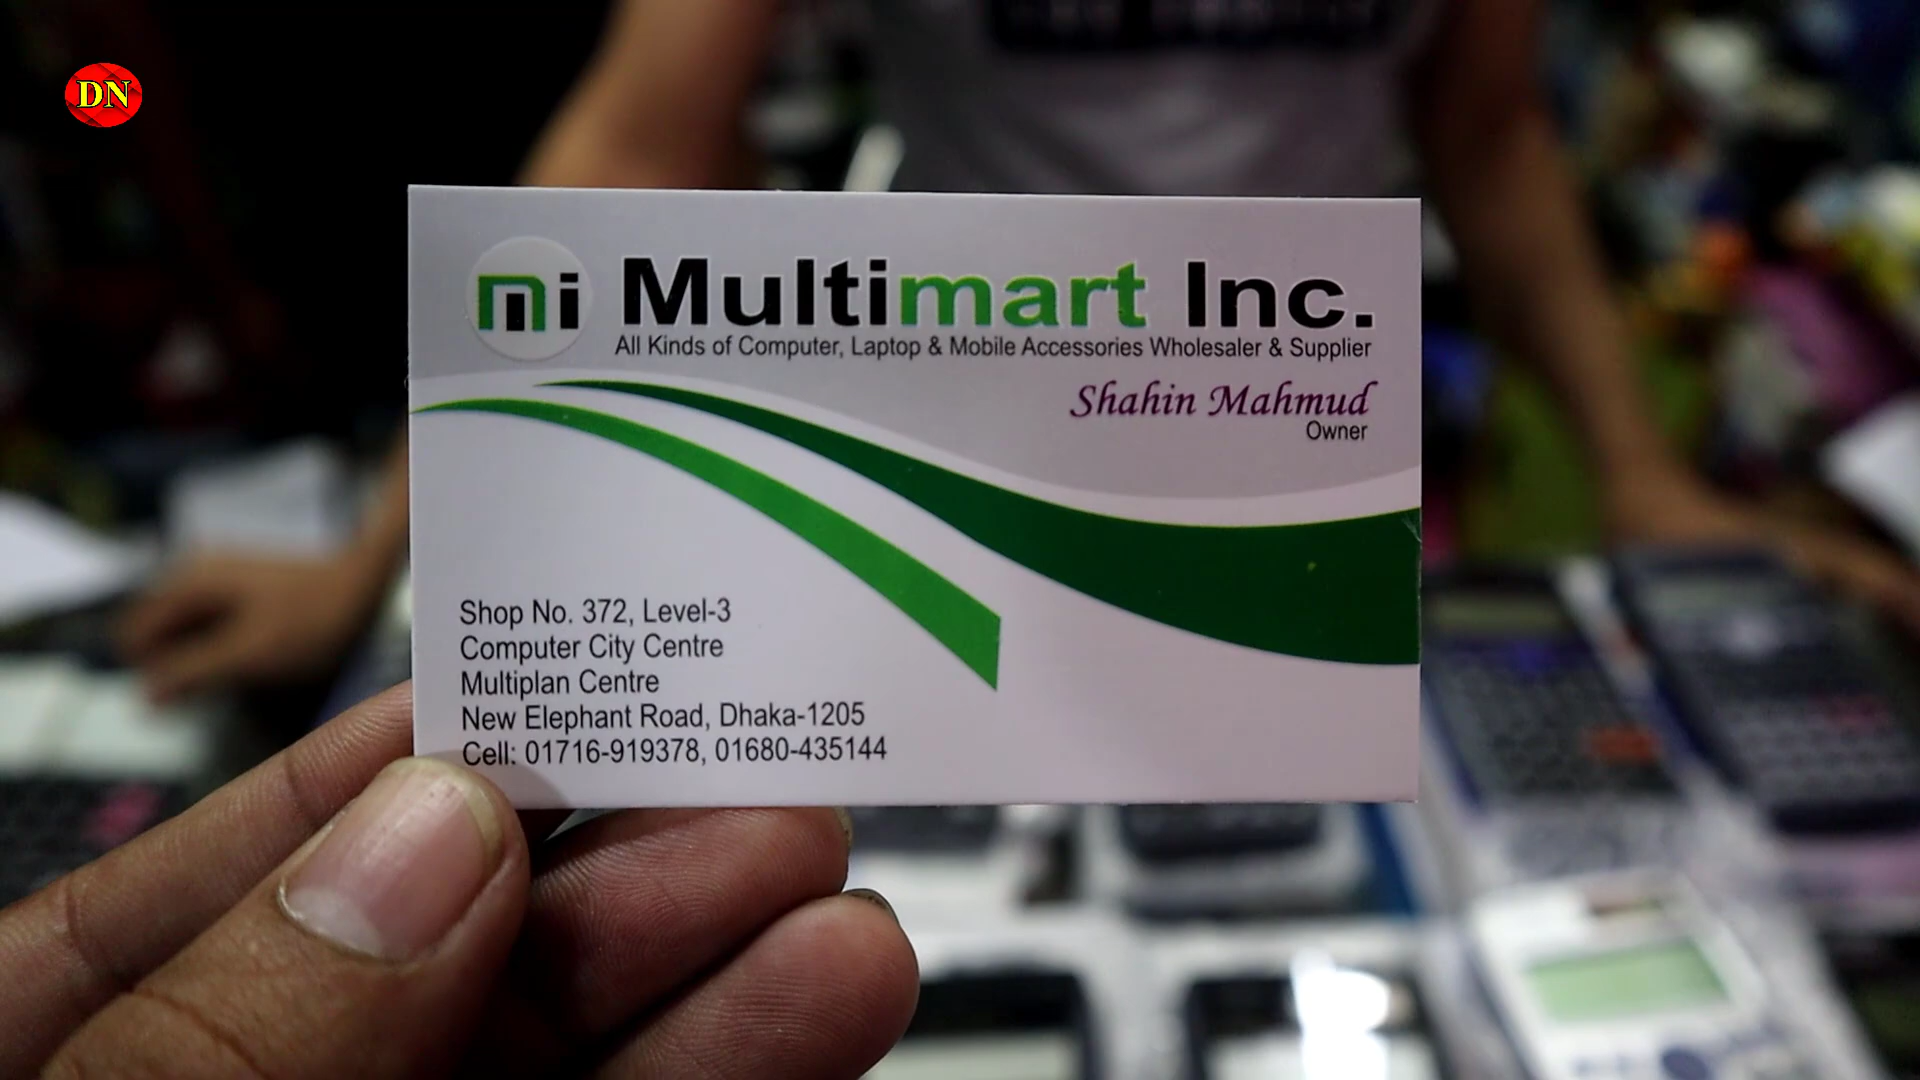 DN
mi Multimart Inc.
All Kinds of Computer, Laptop & Mobile Accessories Wholesaler & Supplier
Shahin Mahmud
Owner
Shop No. 372, Level-3
Computer City Centre
Multiplan Centre
New Elephant Road, Dhaka-1205
Cell: 01716-919378, 01680-435144